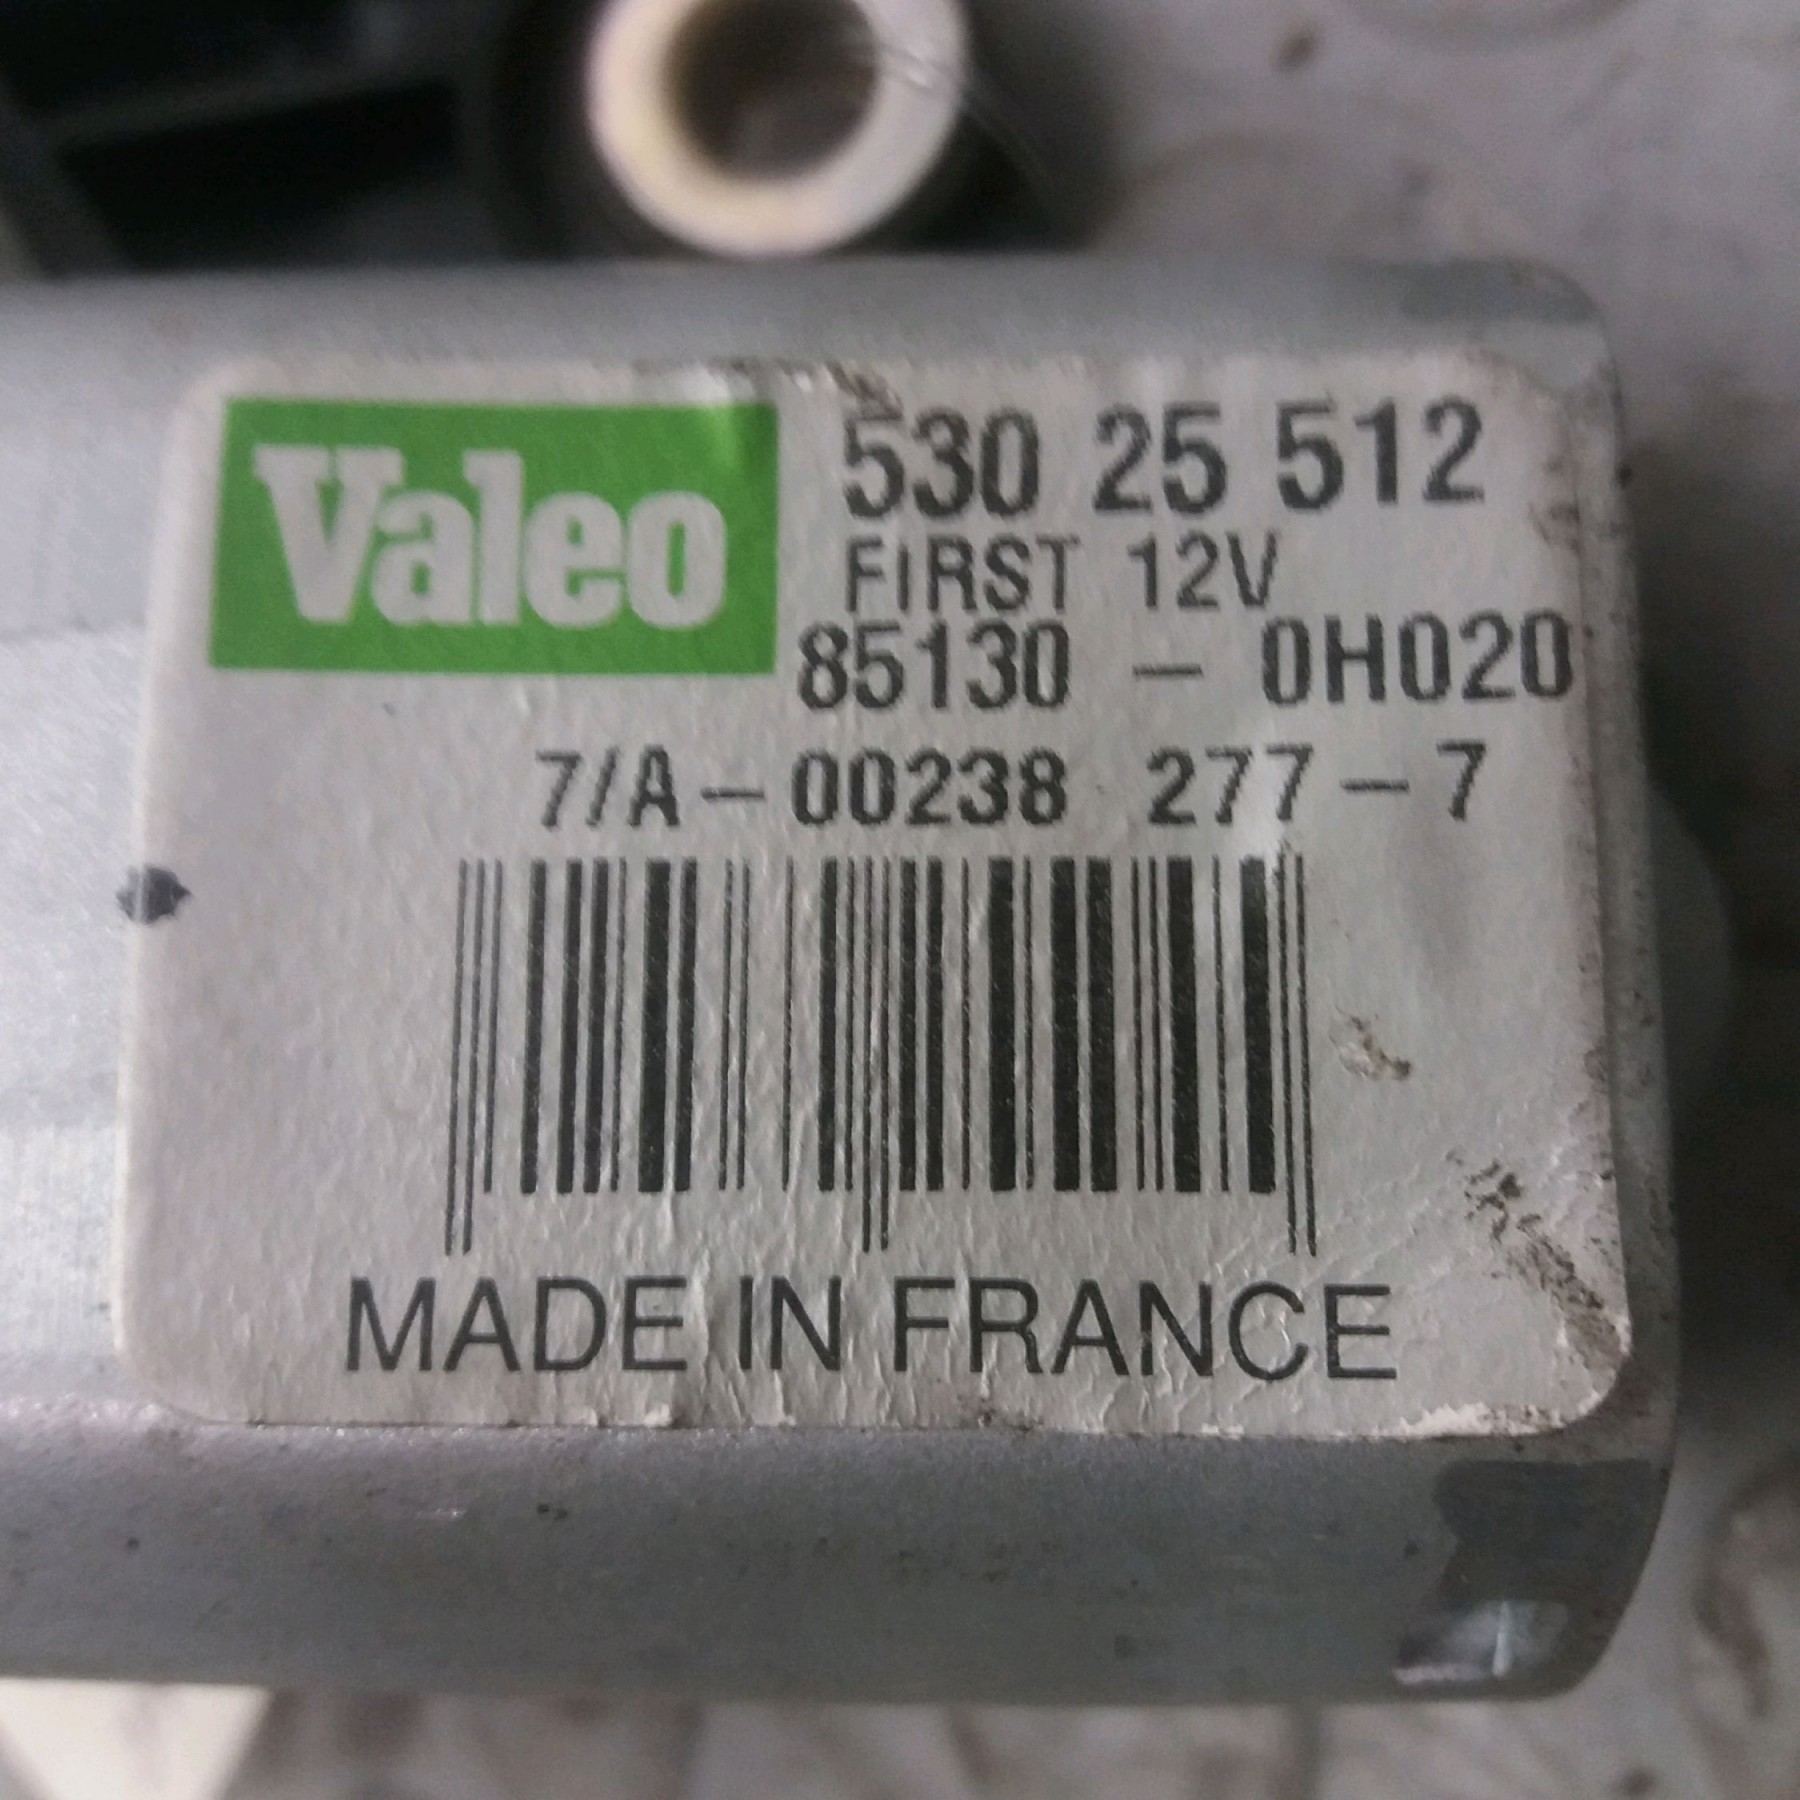 Valeo
530 25 512
FIRST 12V
85130 - 0H020
7/A-00238 277-7
MADE IN FRANCE